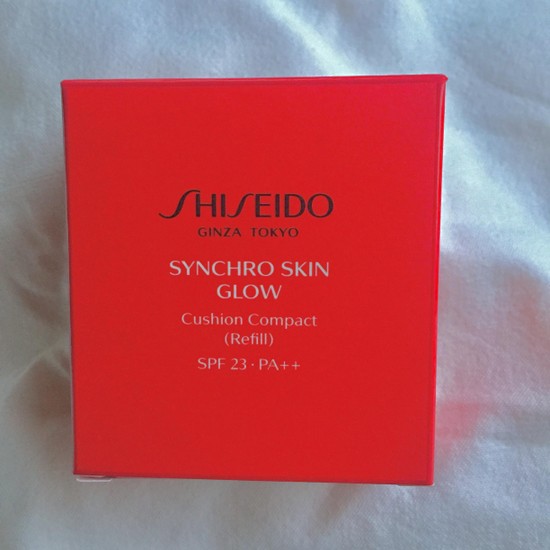 SHISEIDO
GINZA TOKYO
SYNCHRO SKIN
GLOW
Cushion Compact
(Refill)
SPF 23 · PA++